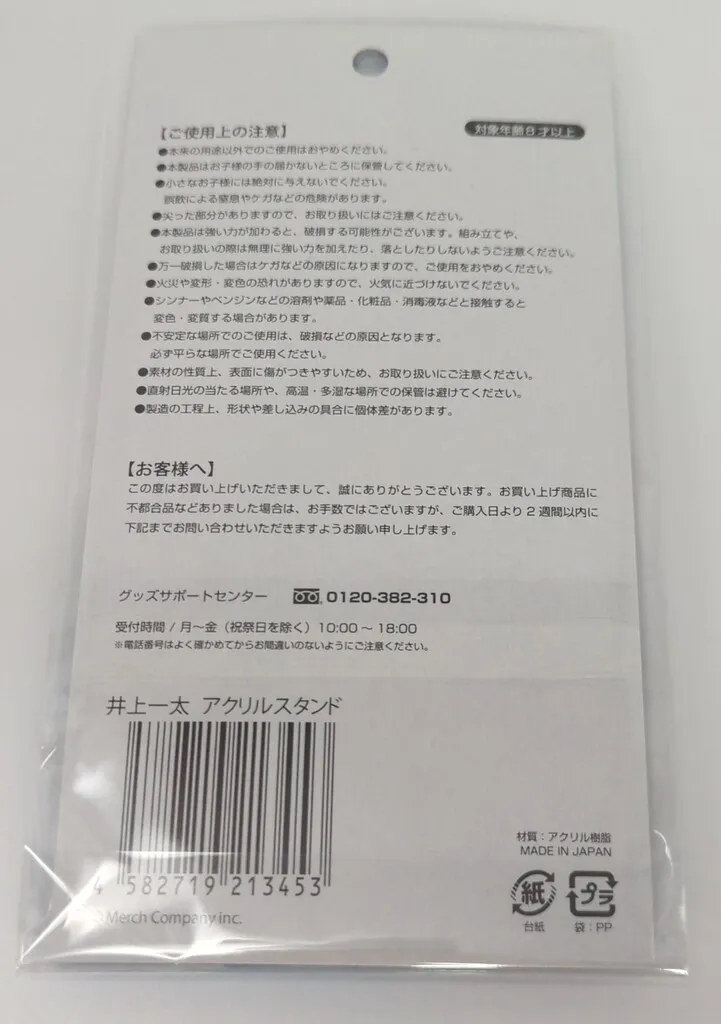 【ご使用上の注意】
対象年齢8才以上
●本来の用途以外でのご使用はおやめください。
●本製品はお子様の手の届かないところに保管してください。
●小さなお子様には絶対に与えないでください。
誤飲による窒息やケガなどの危険があります。
●尖った部分がありますので、お取り扱いにはご注意ください。
●本製品は強い力が加わると、破損する可能性がございます。組み立てや、
お取り扱いの際は無理に強い力を加えたり、落としたりしないようご注意ください。
●万一破損した場合はケガなどの原因になりますので、ご使用をおやめください。
●火災や変形・変色の恐れがありますので、火気に近づけないでください。
●シンナーやベンジンなどの溶剤や薬品・化粧品・消毒液などと接触すると
変色・変質する場合があります。
●不安定な場所でのご使用は、破損などの原因となります。
必ず平らな場所でご使用ください。
●素材の性質上、表面に傷がつきやすいため、お取り扱いにご注意ください。
●直射日光の当たる場所や、高温・多湿な場所での保管は避けてください。
●製造の工程上、形状や差し込みの具合に個体差があります。
【お客様へ】
この度はお買い上げいただきまして、誠にありがとうございます。お買い上げ商品に
不都合品などありました場合は、お手数ではございますが、ご購入日より2週間以内に
下記までお問い合わせいただきますようお願い申し上げます。
グッズサポートセンター 0120-382-310
受付時間 / 月〜金（祝祭日を除く）10:00 〜 18:00
※電話番号はよく確かめてからお間違いのないようにご注意ください。
井上一太 アクリルスタンド
4 582719 213453
©Merch Company inc.
材質：アクリル樹脂
MADE IN JAPAN
紙 プラ
台紙 袋：PP